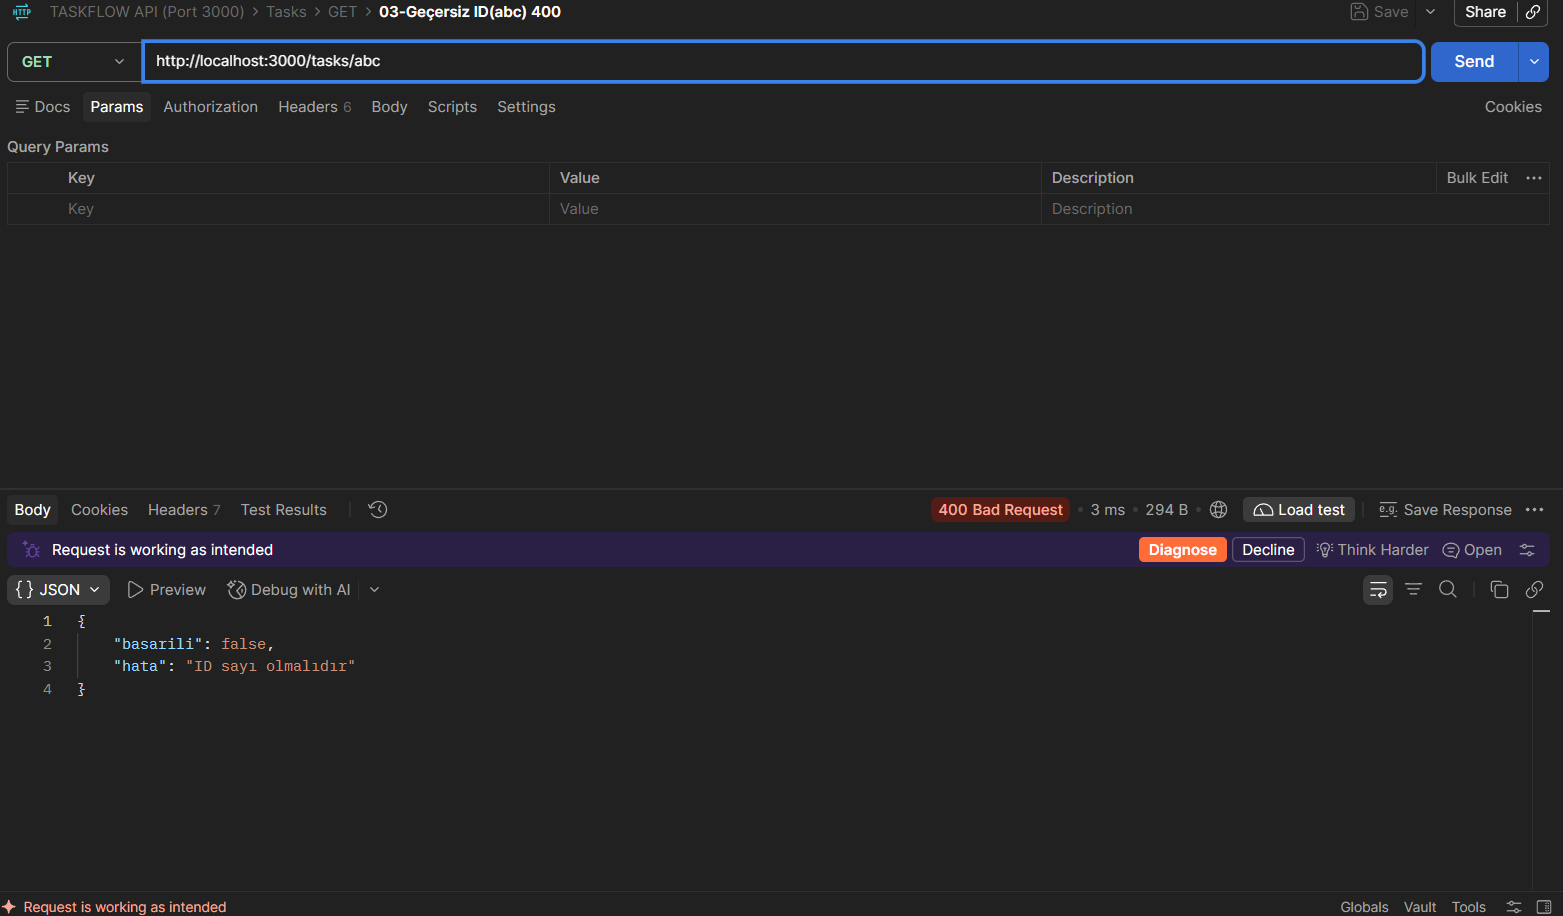 HTTP TASKFLOW API (Port 3000) > Tasks > GET > 03-Geçersiz ID(abc) 400 Save Share
GET http://localhost:3000/tasks/abc Send
Docs Params Authorization Headers 6 Body Scripts Settings Cookies
Query Params
Key Value Description Bulk Edit ...
Key Value Description
Body Cookies Headers 7 Test Results 400 Bad Request • 3 ms • 294 B • Load test e.g. Save Response ...
Request is working as intended Diagnose Decline Think Harder Open
{} JSON Preview Debug with AI
1 {
2 "basarili": false,
3 "hata": "ID sayı olmalıdır"
4 }
Request is working as intended Globals Vault Tools